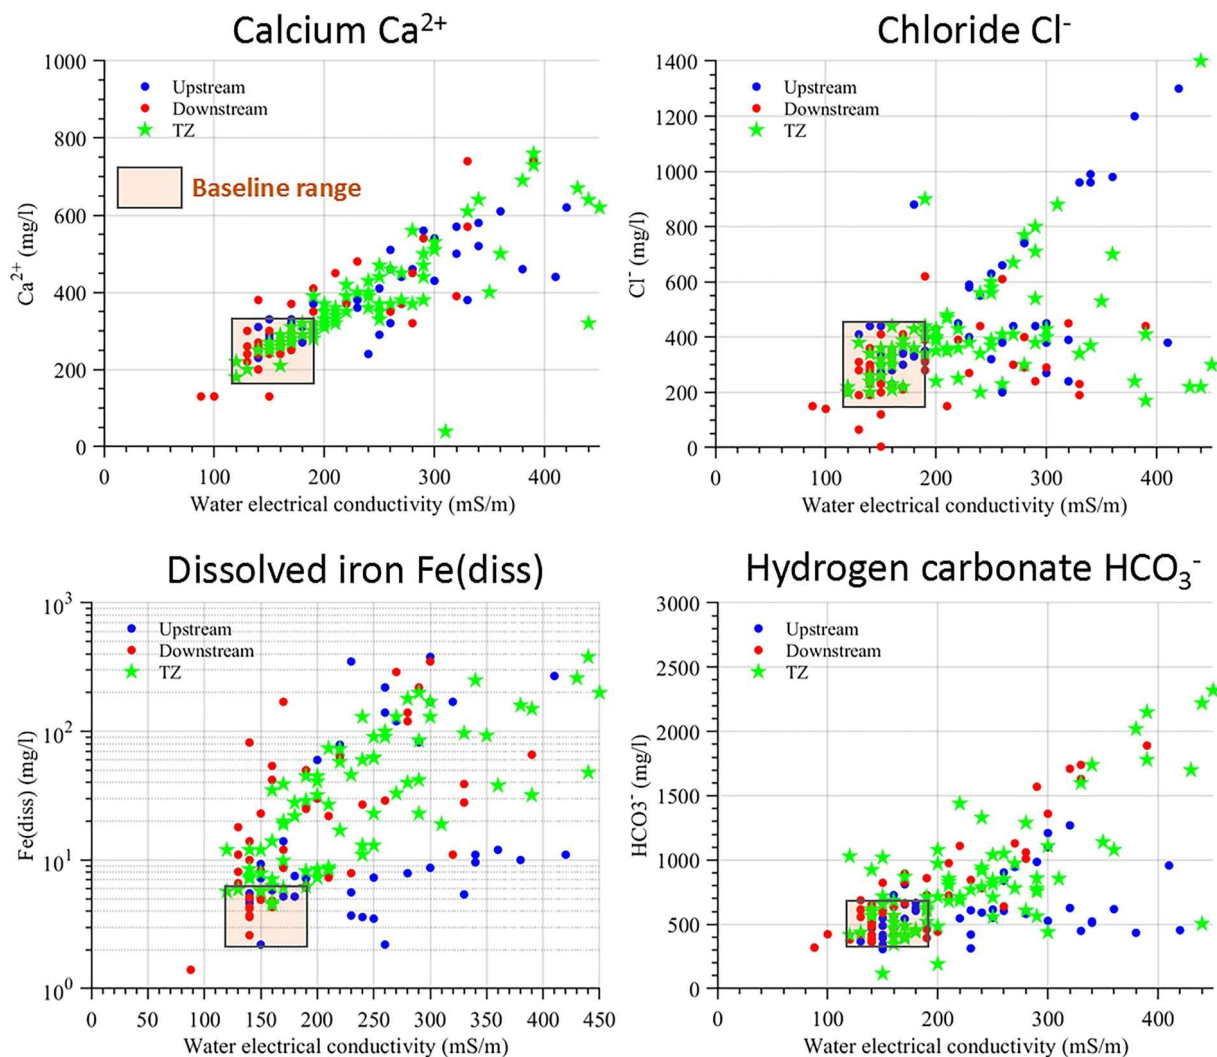 Calcium Ca²⁺
1000
800
600
400
200
0
Ca²⁺ (mg/l)
Upstream
Downstream
TZ
Baseline range
0 100 200 300 400
Water electrical conductivity (mS/m)
Chloride Cl⁻
1400
1200
1000
800
600
400
200
0
Cl⁻ (mg/l)
Upstream
Downstream
TZ
0 100 200 300 400
Water electrical conductivity (mS/m)
Dissolved iron Fe(diss)
10³
10²
10¹
10⁰
Fe(diss) (mg/l)
Upstream
Downstream
TZ
0 50 100 150 200 250 300 350 400 450
Water electrical conductivity (mS/m)
Hydrogen carbonate HCO₃⁻
3000
2500
2000
1500
1000
500
0
HCO3⁻ (mg/l)
Upstream
Downstream
TZ
0 100 200 300 400
Water electrical conductivity (mS/m)